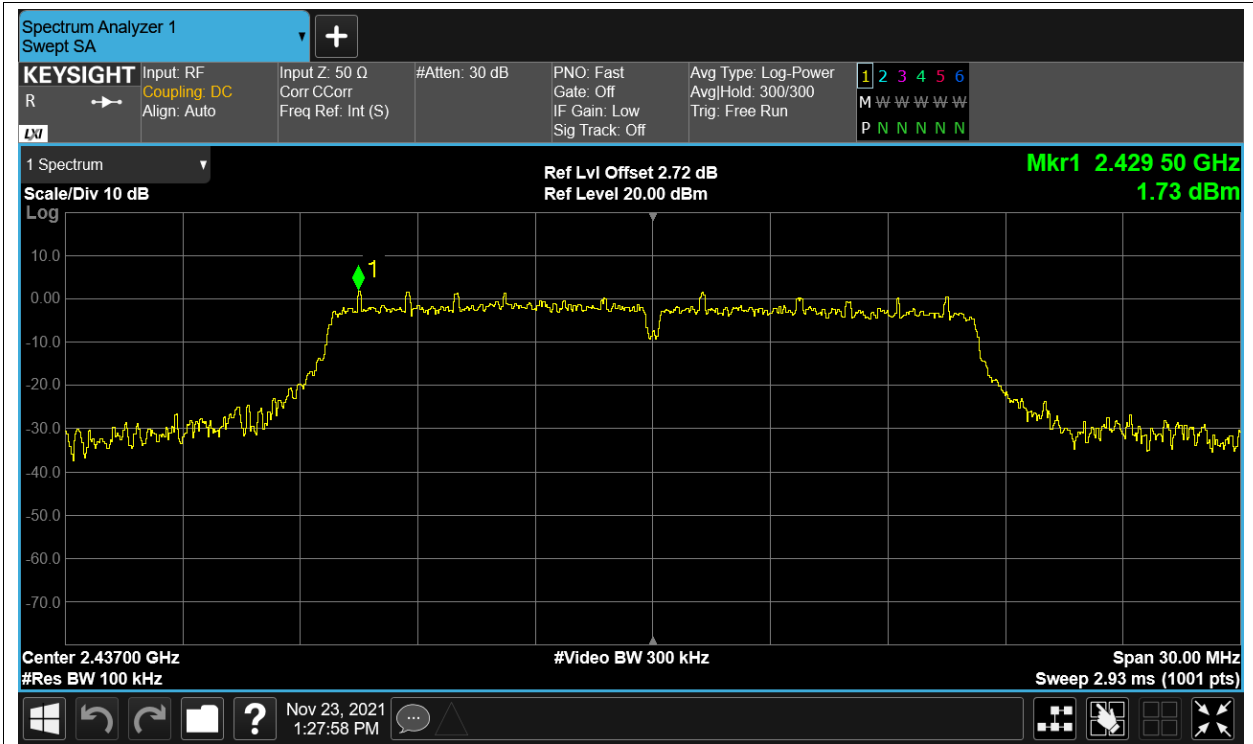 Spectrum Analyzer 1
Swept SA
KEYSIGHT
R
LXI
Input: RF
Coupling: DC
Align: Auto
Input Z: 50 Ω
Corr CCorr
Freq Ref: Int (S)
#Atten: 30 dB
PNO: Fast
Gate: Off
IF Gain: Low
Sig Track: Off
Avg Type: Log-Power
Avg|Hold: 300/300
Trig: Free Run
1 2 3 4 5 6
M W W W W W
P N N N N N
1 Spectrum
Scale/Div 10 dB
Log
Ref Lvl Offset 2.72 dB
Ref Level 20.00 dBm
Mkr1 2.429 50 GHz
1.73 dBm
1
10.0
0.00
-10.0
-20.0
-30.0
-40.0
-50.0
-60.0
-70.0
Center 2.43700 GHz
#Res BW 100 kHz
#Video BW 300 kHz
Span 30.00 MHz
Sweep 2.93 ms (1001 pts)
?
Nov 23, 2021
1:27:58 PM